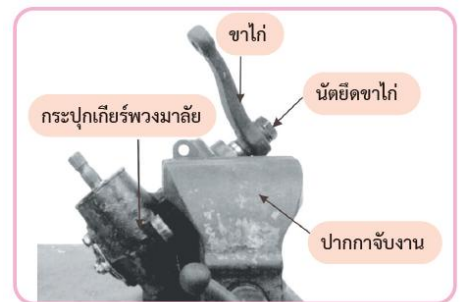 ขาไก่
นัตยึดขาไก่
กระปุกเกียร์พวงมาลัย
ปากกาจับงาน